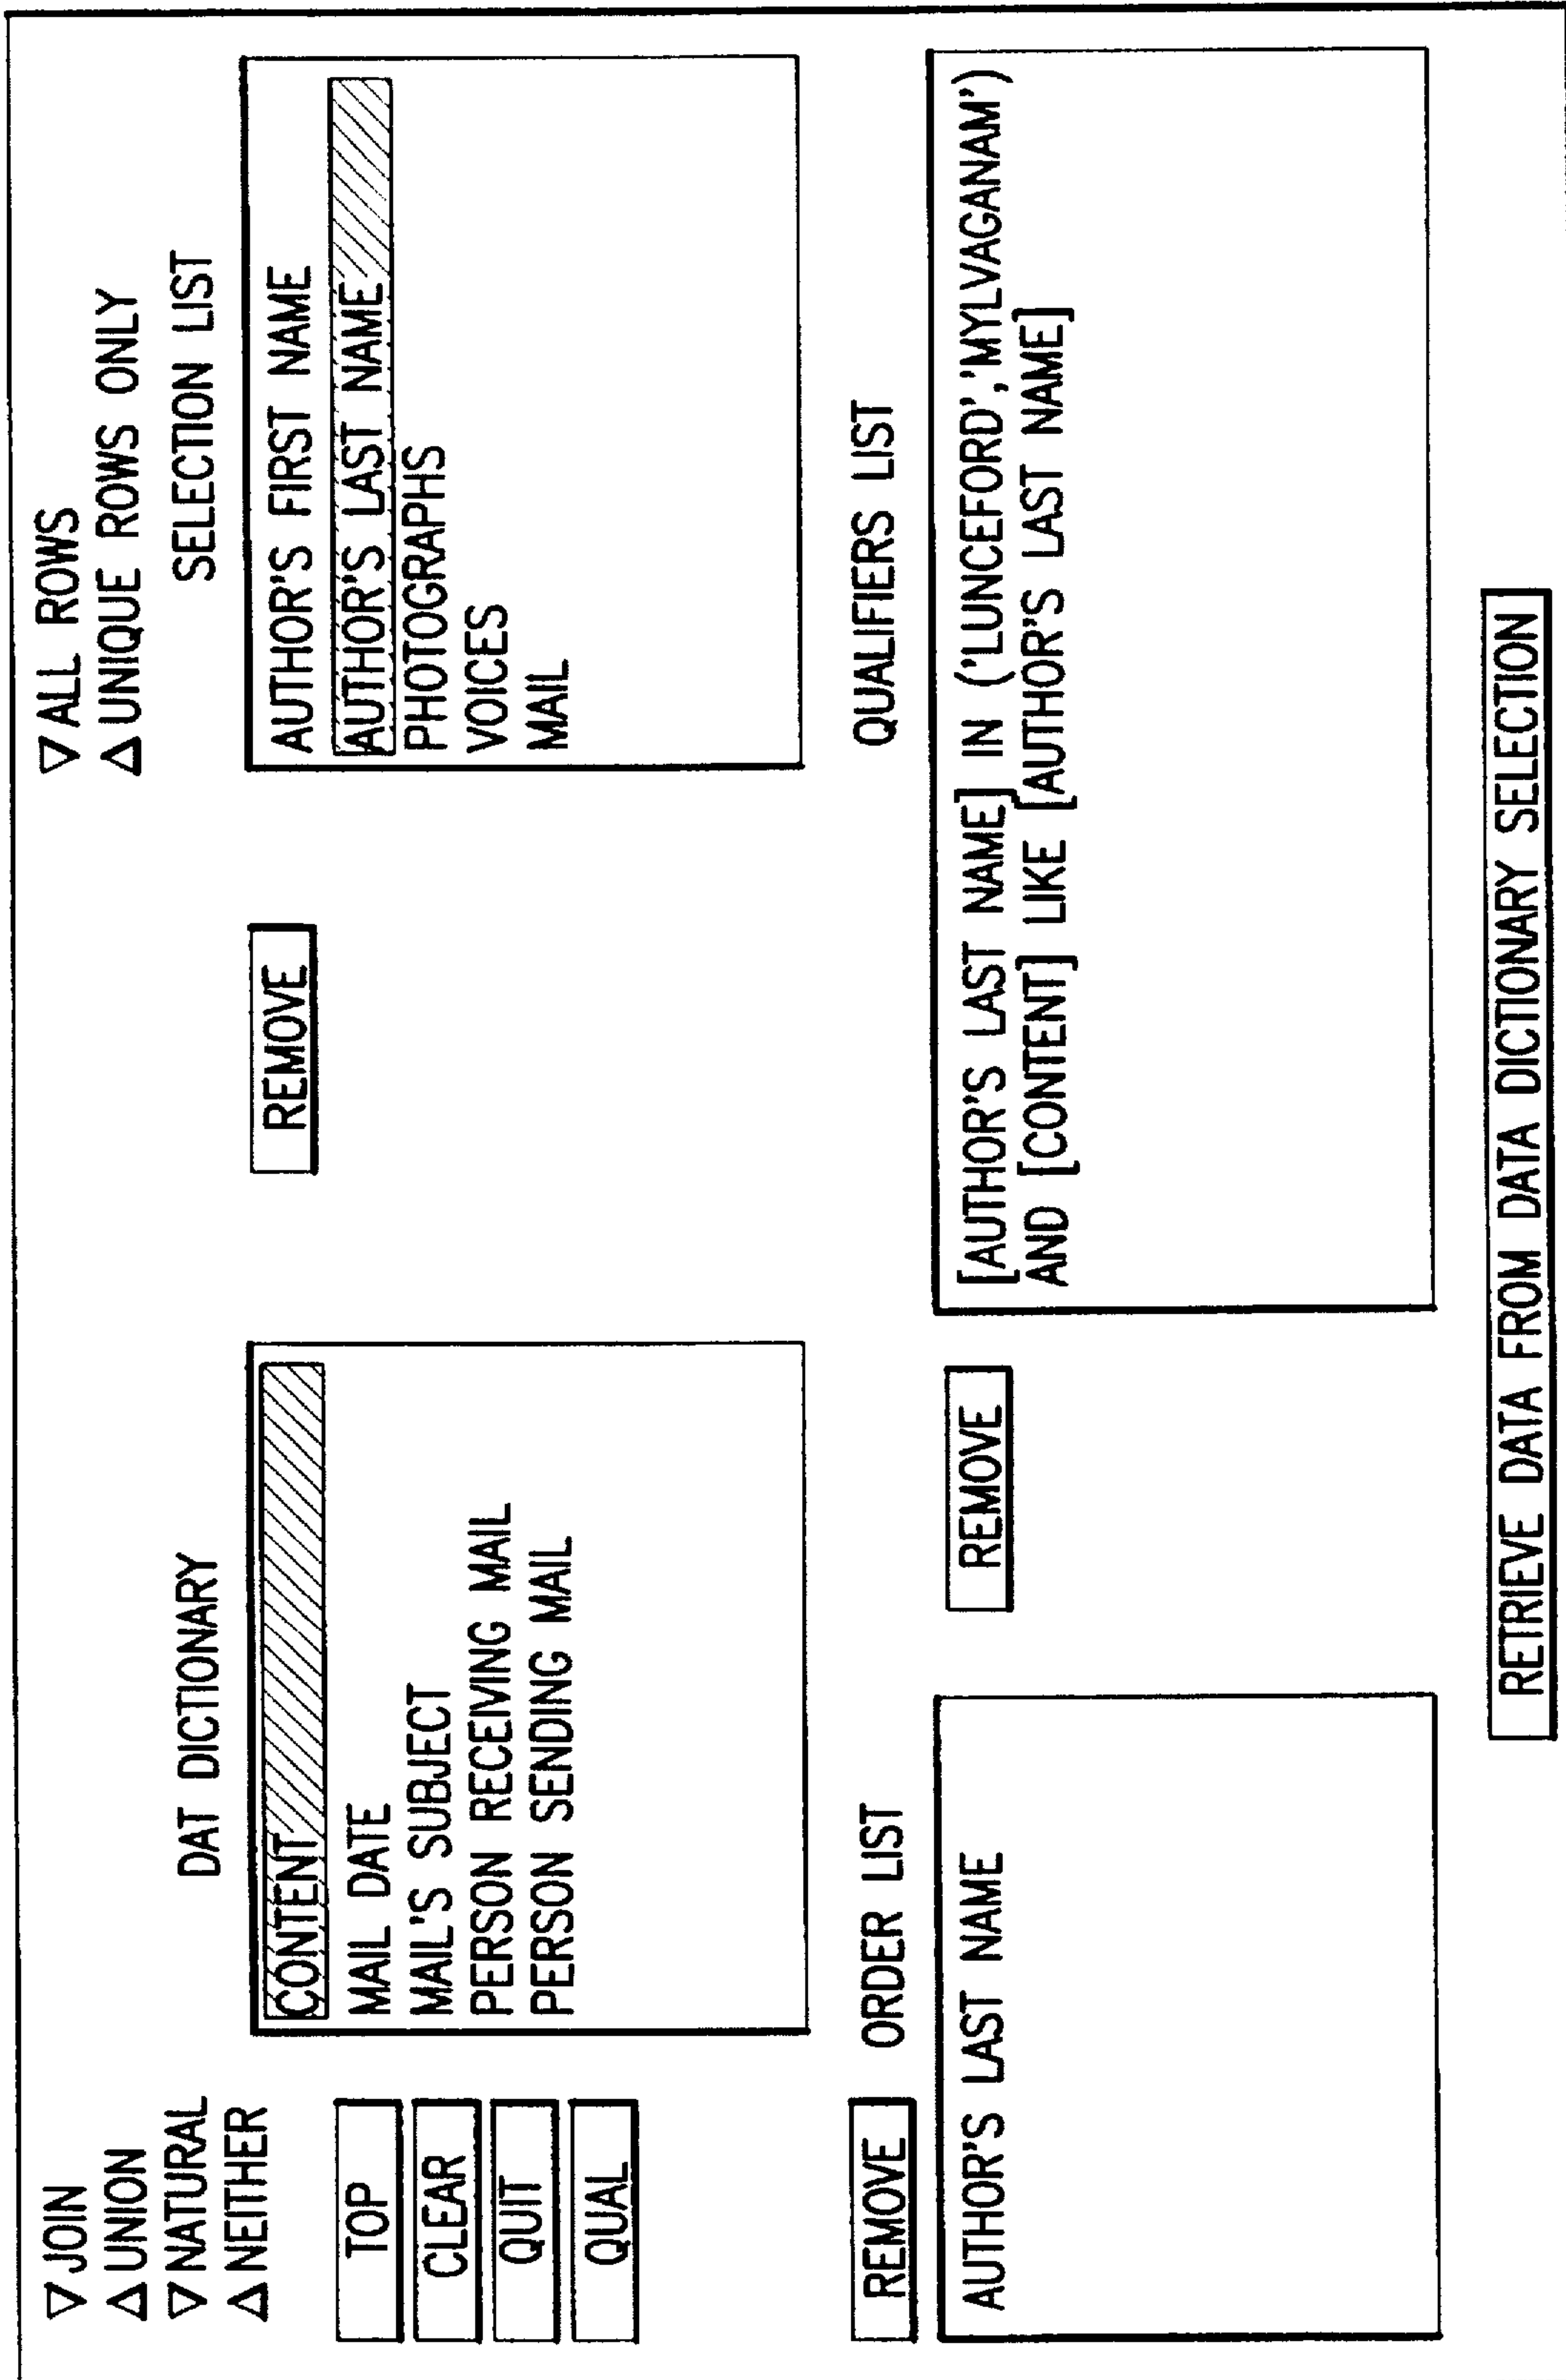 JOIN
UNION
NATURAL
NEITHER
ALL ROWS
UNIQUE ROWS ONLY
DAT DICTIONARY
SELECTION LIST
TOP
CLEAR
QUIT
QUAL
CONTENT
MAIL DATE
MAIL'S SUBJECT
PERSON RECEIVING MAIL
PERSON SENDING MAIL
REMOVE
AUTHOR'S FIRST NAME
AUTHOR'S LAST NAME
PHOTOGRAPHS
VOICES
MAIL
REMOVE
ORDER LIST
QUALIFIERS LIST
AUTHOR'S LAST NAME
REMOVE
[AUTHOR'S LAST NAME] IN ('LUNCEFORD','MYLVAGANAM')
AND [CONTENT] LIKE [AUTHOR'S LAST NAME]
RETRIEVE DATA FROM DATA DICTIONARY SELECTION